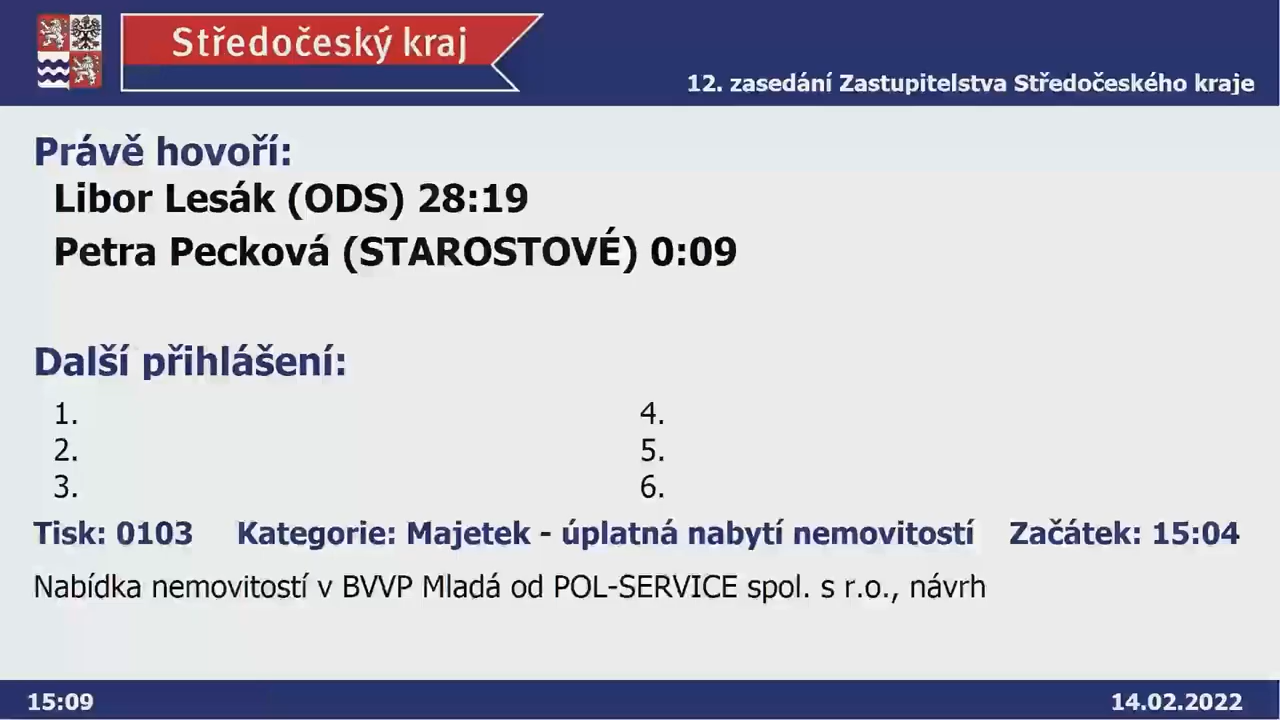 Středočeský kraj
12. zasedání Zastupitelstva Středočeského kraje
Právě hovoří:
Libor Lesák (ODS) 28:19
Petra Pecková (STAROSTOVÉ) 0:09
Další přihlášení:
1.
2.
3.
4.
5.
6.
Tisk: 0103 Kategorie: Majetek - úplatná nabytí nemovitostí Začátek: 15:04
Nabídka nemovitostí v BVVP Mladá od POL-SERVICE spol. s r.o., návrh
15:09
14.02.2022